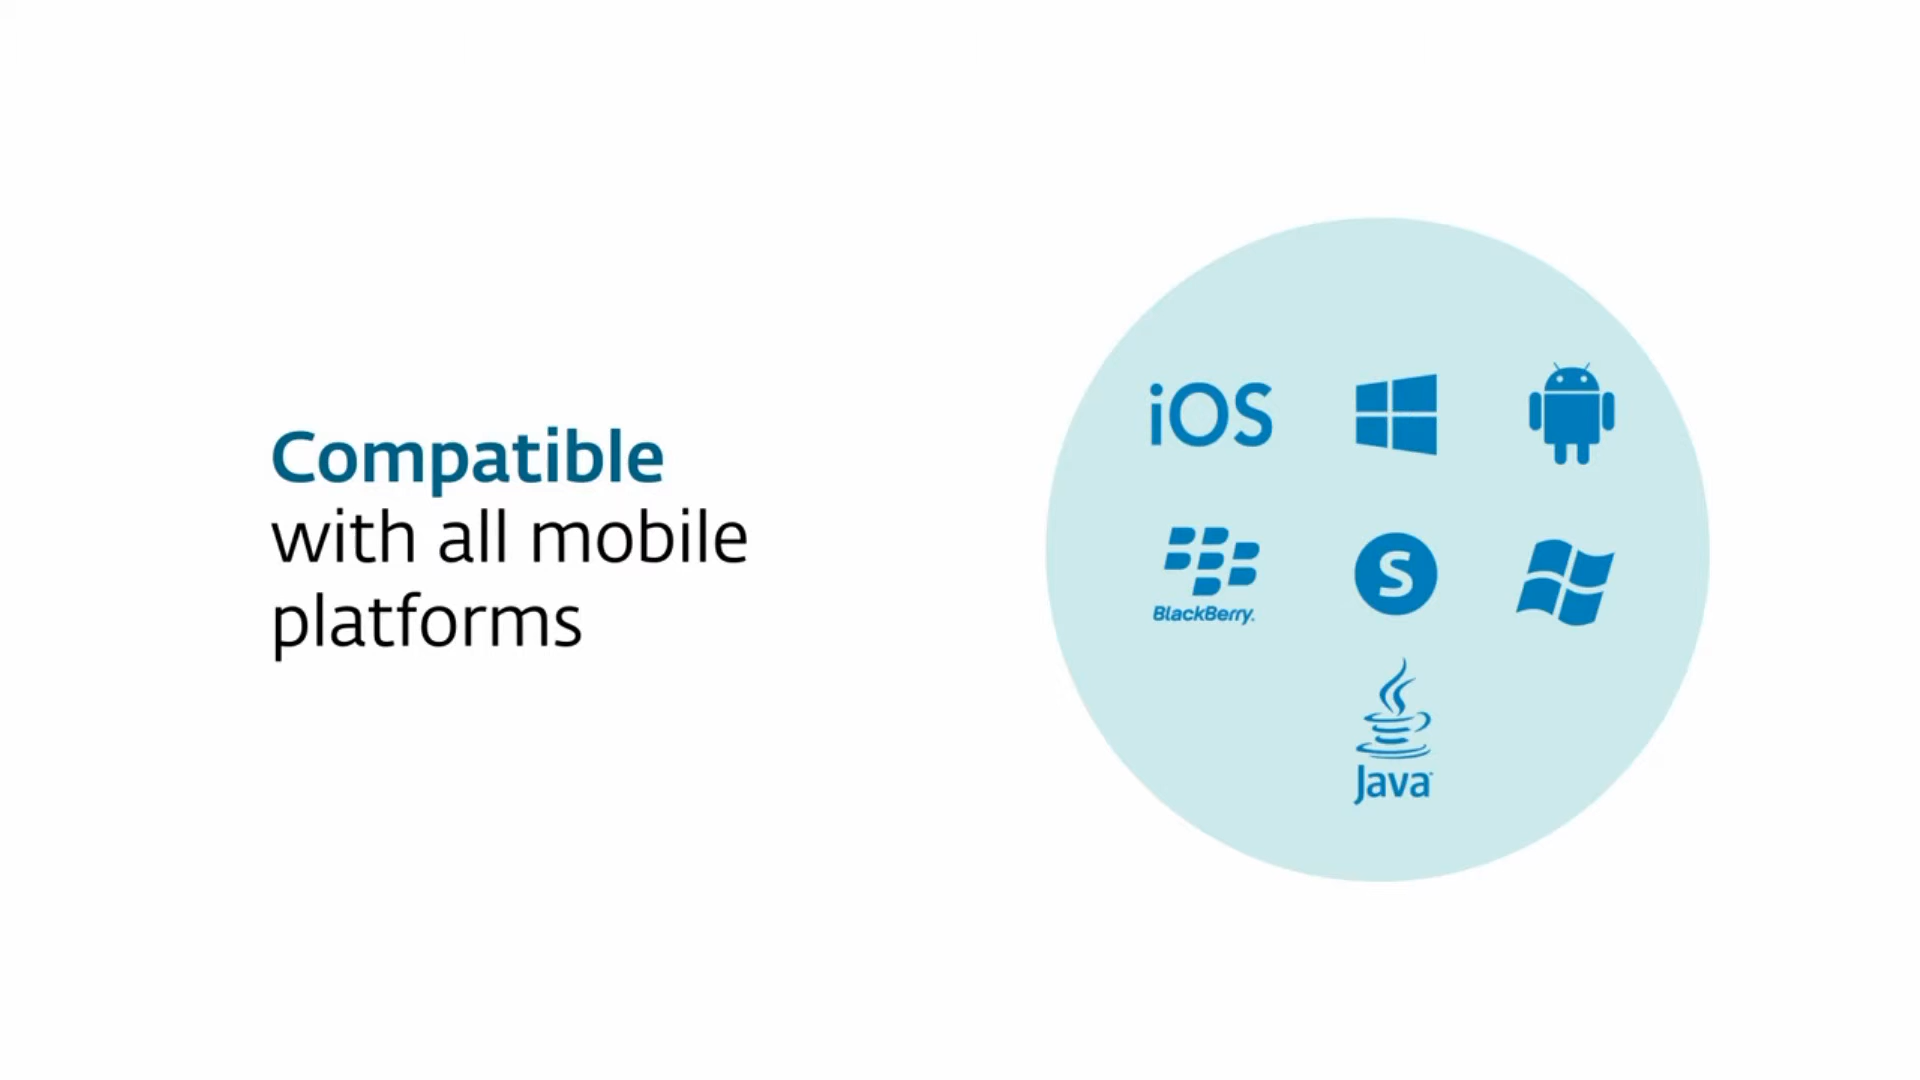 Compatible
with all mobile
platforms
iOS
BlackBerry.
S
Java